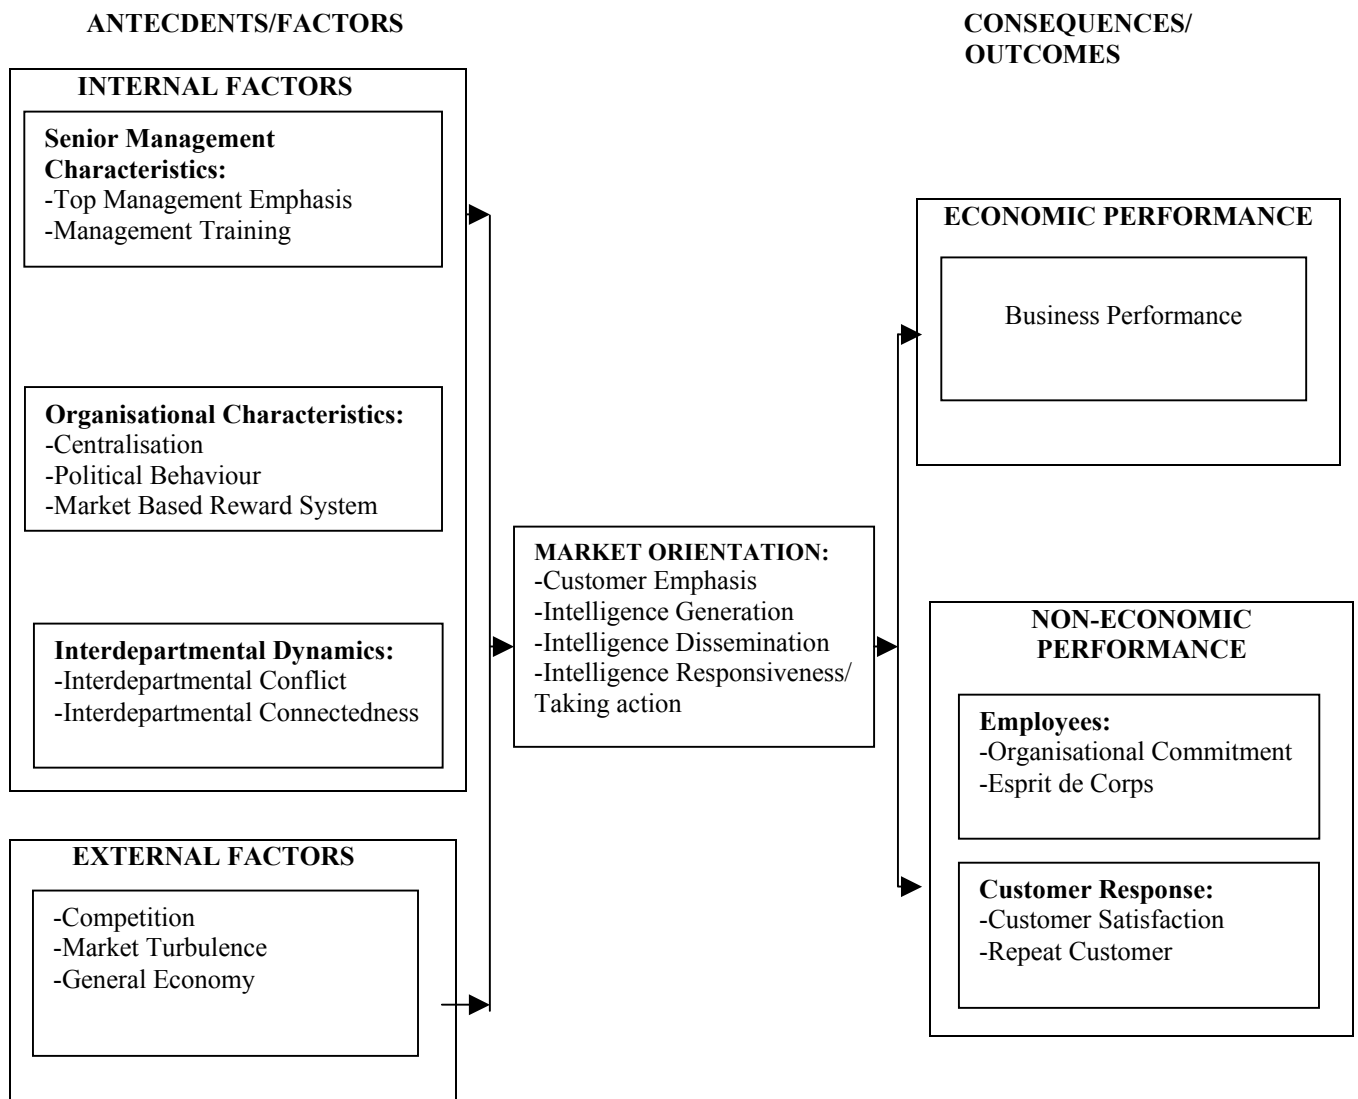 ANTECDENTS/FACTORS
CONSEQUENCES/
OUTCOMES
INTERNAL FACTORS
Senior Management
Characteristics:
-Top Management Emphasis
-Management Training
Organisational Characteristics:
-Centralisation
-Political Behaviour
-Market Based Reward System
Interdepartmental Dynamics:
-Interdepartmental Conflict
-Interdepartmental Connectedness
EXTERNAL FACTORS
-Competition
-Market Turbulence
-General Economy
MARKET ORIENTATION:
-Customer Emphasis
-Intelligence Generation
-Intelligence Dissemination
-Intelligence Responsiveness/
Taking action
ECONOMIC PERFORMANCE
Business Performance
NON-ECONOMIC
PERFORMANCE
Employees:
-Organisational Commitment
-Esprit de Corps
Customer Response:
-Customer Satisfaction
-Repeat Customer